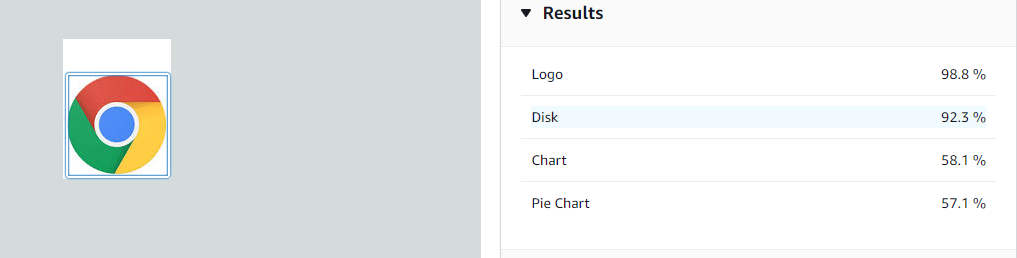 Results
Logo 98.8 %
Disk 92.3 %
Chart 58.1 %
Pie Chart 57.1 %